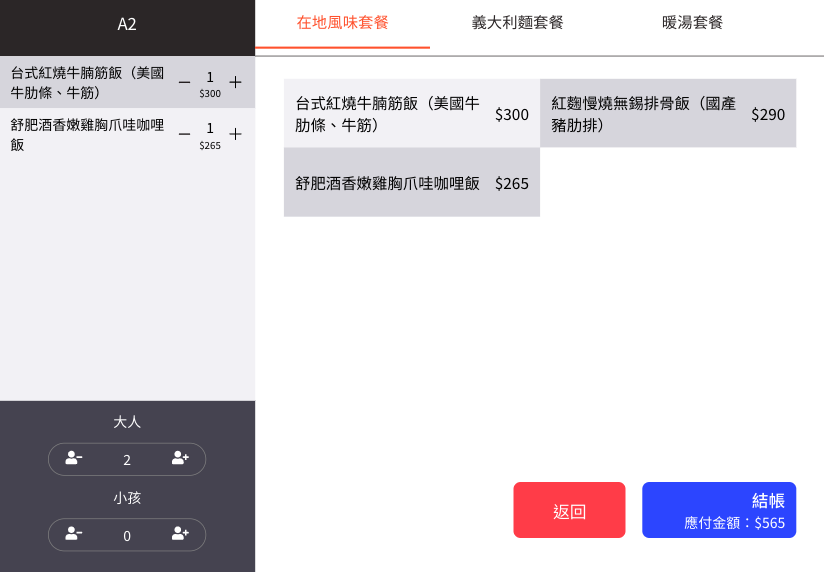 A2
台式紅燒牛腩筋飯（美國
牛肋條、牛筋）
1
$300
舒肥酒香嫩雞胸爪哇咖哩
飯
1
$265
大人
2
小孩
0
在地風味套餐
義大利麵套餐
暖湯套餐
台式紅燒牛腩筋飯（美國牛
肋條、牛筋）
$300
紅麴慢燒無錫排骨飯（國產
豬肋排）
$290
舒肥酒香嫩雞胸爪哇咖哩飯
$265
返回
結帳
應付金額：$565